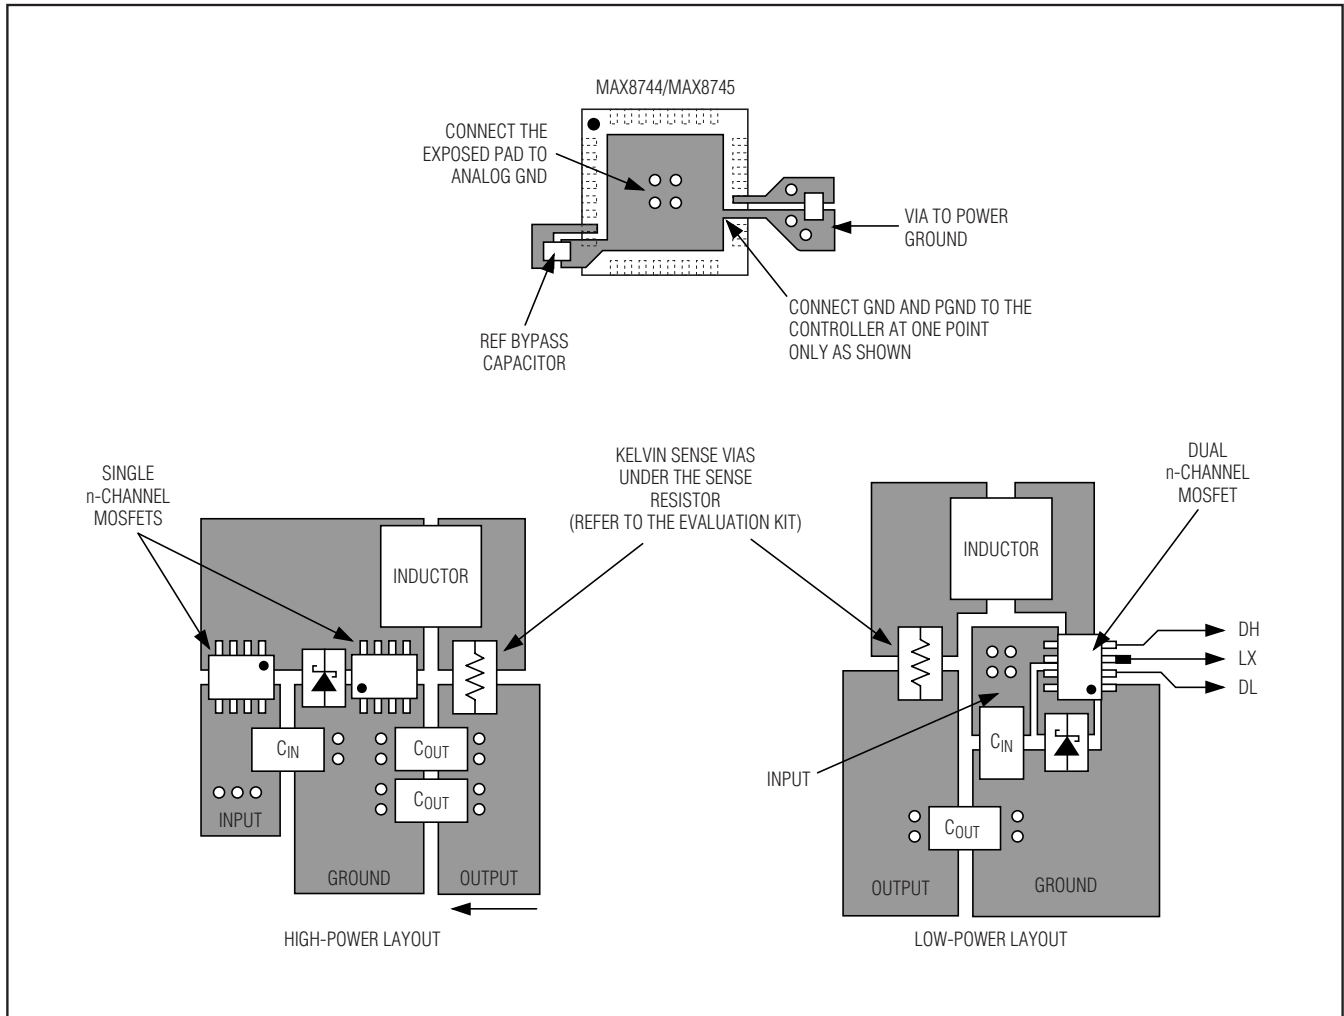 MAX8744/MAX8745
CONNECT THE
EXPOSED PAD TO
ANALOG GND
VIA TO POWER
GROUND
CONNECT GND AND PGND TO THE
CONTROLLER AT ONE POINT
ONLY AS SHOWN
REF BYPASS
CAPACITOR
SINGLE
n-CHANNEL
MOSFETS
KELVIN SENSE VIAS
UNDER THE SENSE
RESISTOR
(REFER TO THE EVALUATION KIT)
INDUCTOR
CIN
COUT
COUT
INPUT
GROUND
OUTPUT
HIGH-POWER LAYOUT
DUAL
n-CHANNEL
MOSFET
INDUCTOR
DH
LX
DL
CIN
INPUT
COUT
OUTPUT
GROUND
LOW-POWER LAYOUT